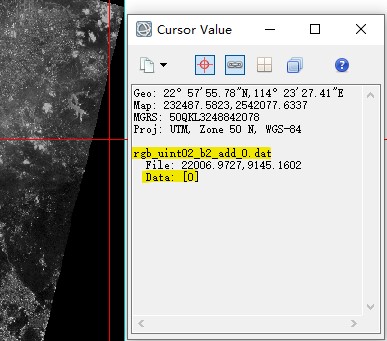 Cursor Value
Geo: 22° 57'55.78"N,114° 23'27.41"E
Map: 232487.5823,2542077.6337
MGRS: 50QKL3248842078
Proj: UTM, Zone 50 N, WGS-84
rgb_uint02_b2_add_0.dat
File: 22006.9727,9145.1602
Data: [0]